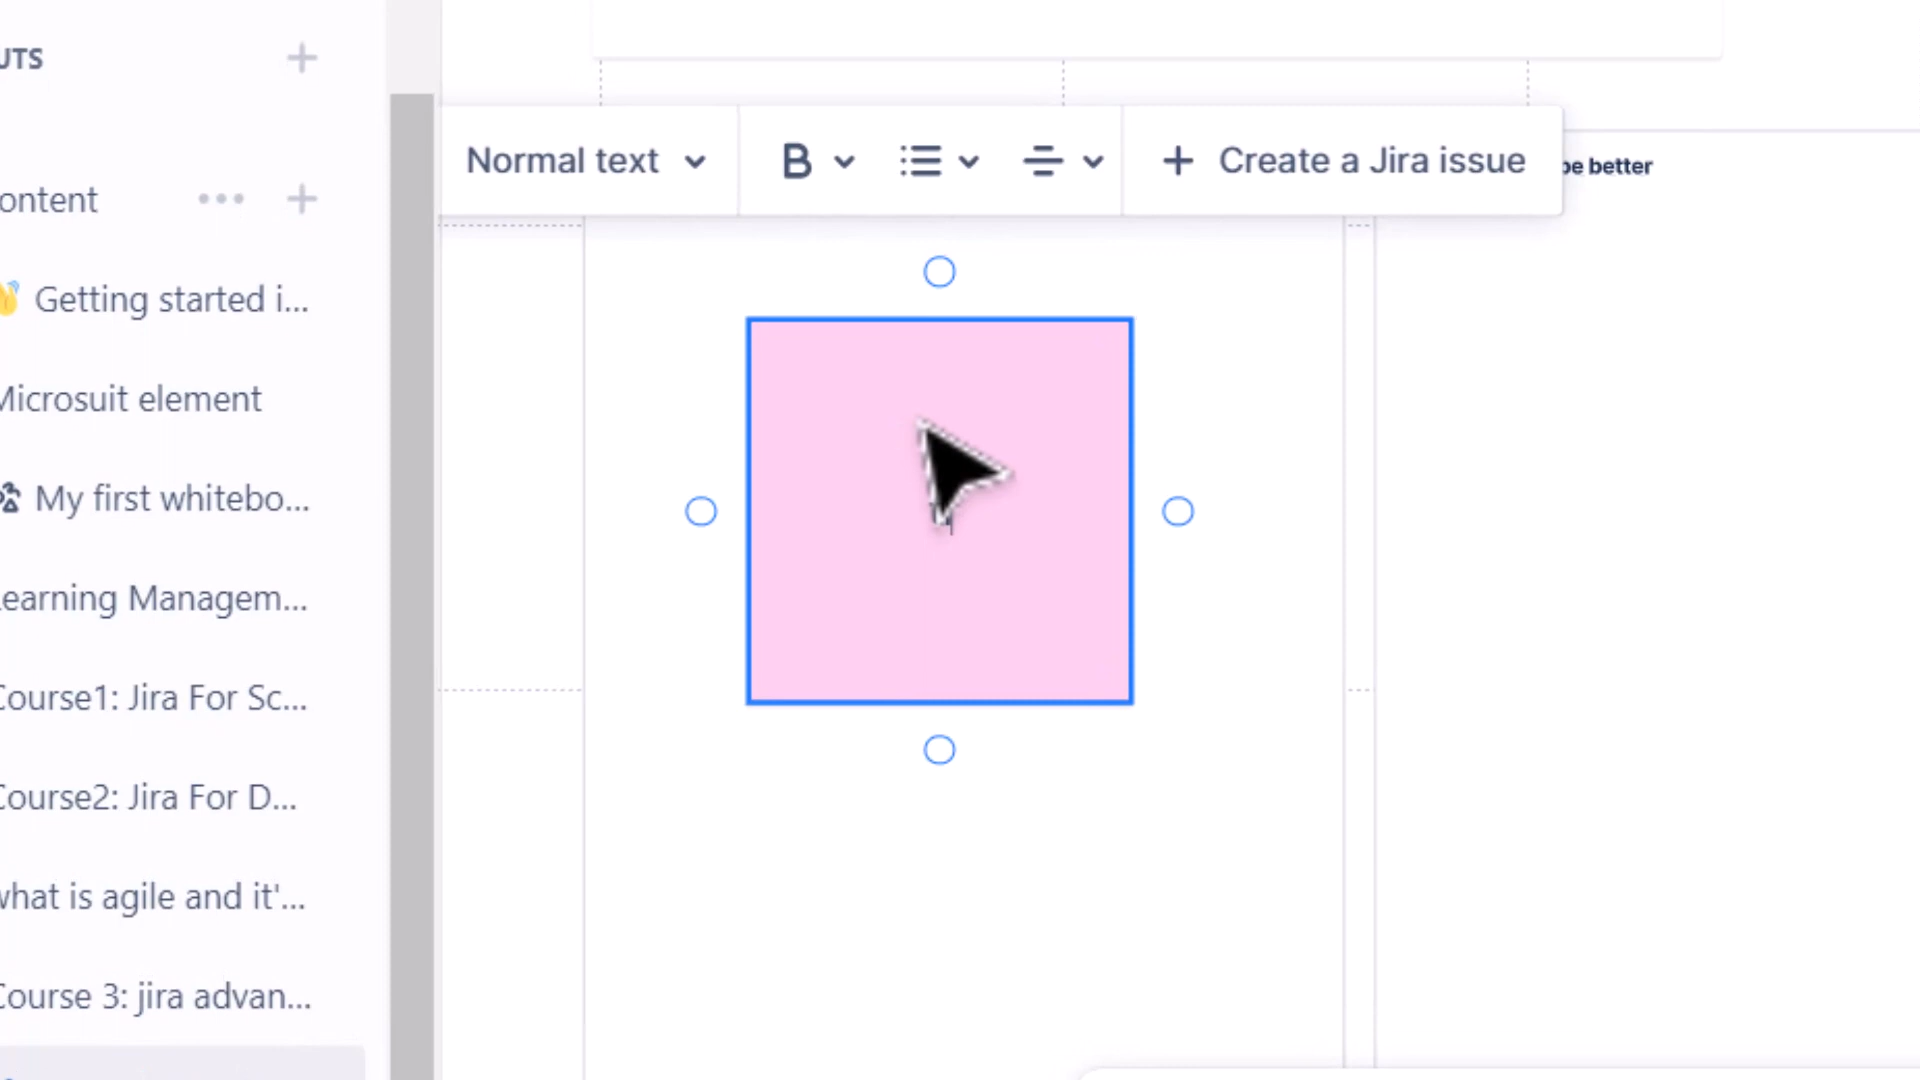 UTS
Normal text
B
Create a Jira issue
be better
ontent
Getting started i...
Microsuit element
My first whitebo...
Learning Managem...
Course1: Jira For Sc...
Course2: Jira For D...
what is agile and it'...
Course 3: jira advan...